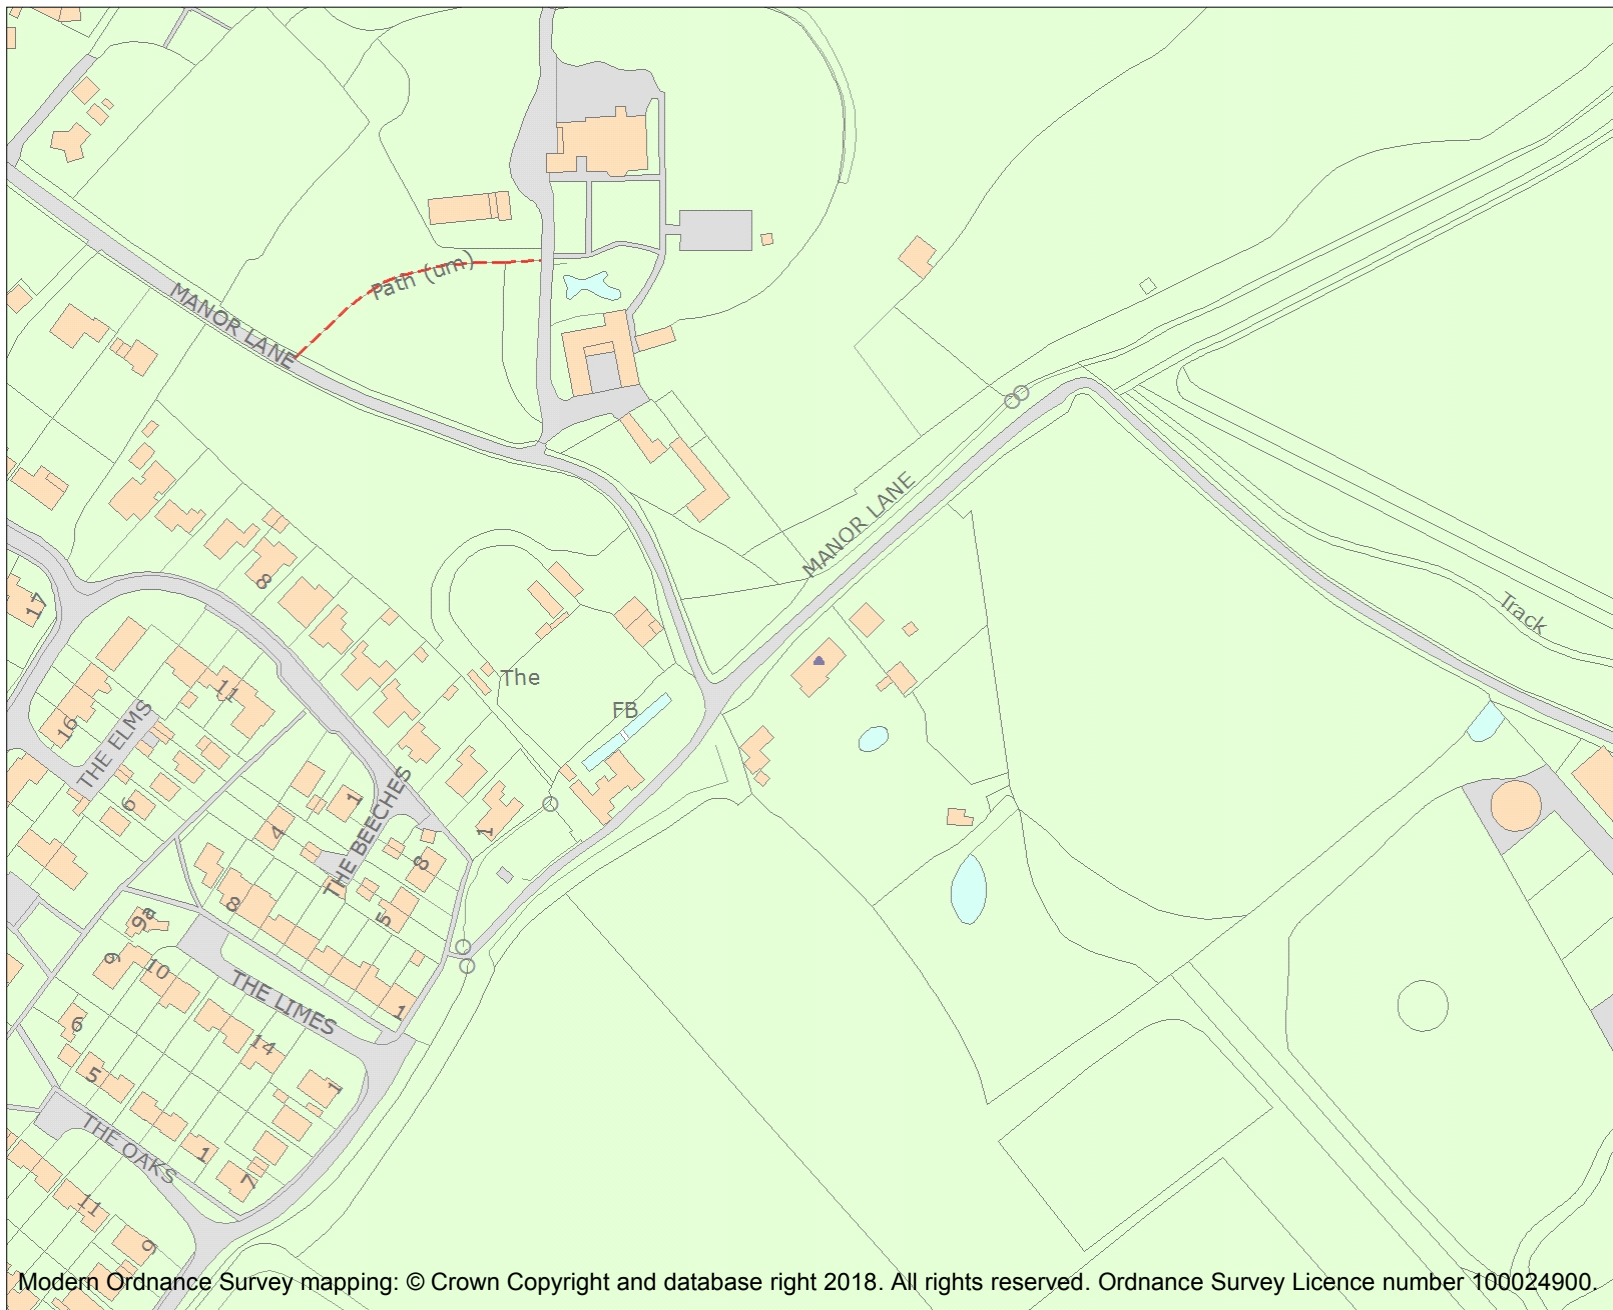 Path (um)
MANOR LANE
MANOR LANE
8
17
Track
The
11
FB
16
THE ELMS
6
1
4
1
THE BEECHES
8
8
5
9a
9
10
THE LIMES
1
6
14
5
1
THE OAKS
1
7
11
9
Modern Ordnance Survey mapping: © Crown Copyright and database right 2018. All rights reserved. Ordnance Survey Licence number 100024900.